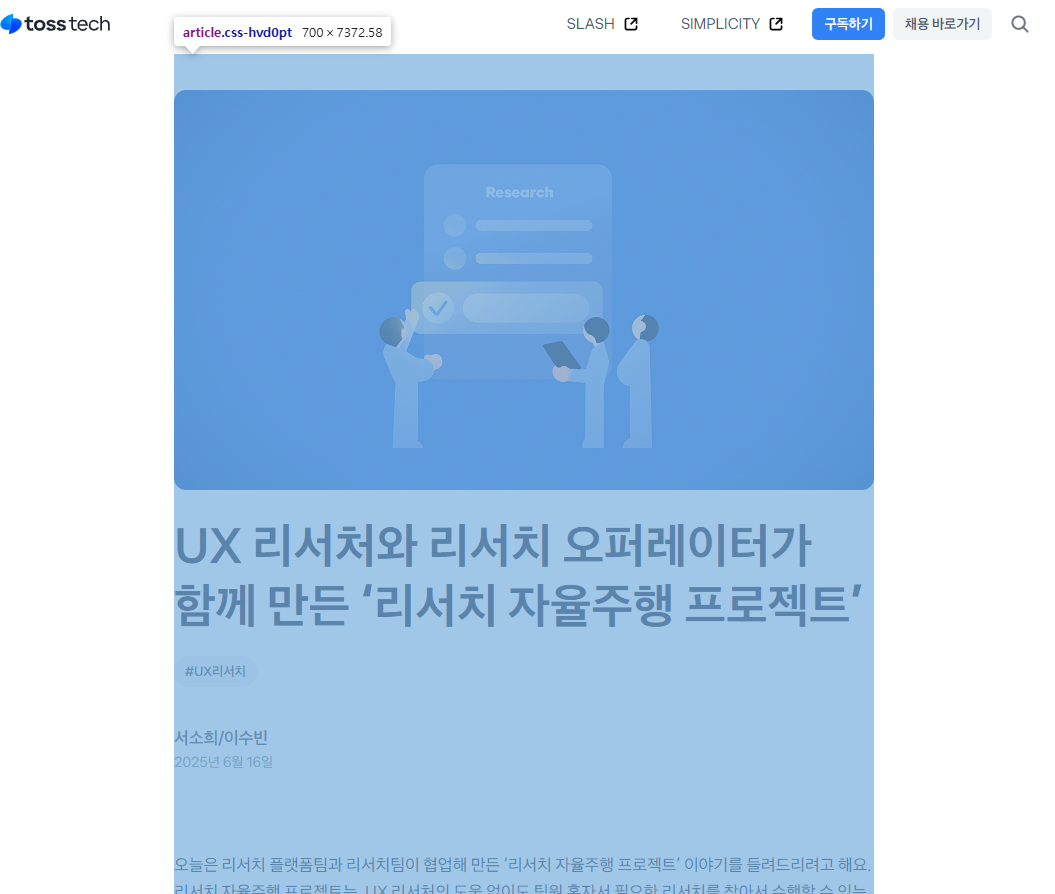 toss tech
SLASH
SIMPLICITY
구독하기
채용 바로가기
article.css-hvd0pt 700 × 7372.58
Research
UX 리서처와 리서치 오퍼레이터가
함께 만든 ‘리서치 자율주행 프로젝트’
#UX리서치
서소희/이수빈
2025년 6월 16일
오늘은 리서치 플랫폼팀과 리서치팀이 협업해 만든 ‘리서치 자율주행 프로젝트’ 이야기를 들려드리려고 해요.
리서치 자율주행 프로젝트는, UX 리서처의 도움 없이도 팀원 혼자서 필요한 리서치를 찾아서 수행할 수 있는